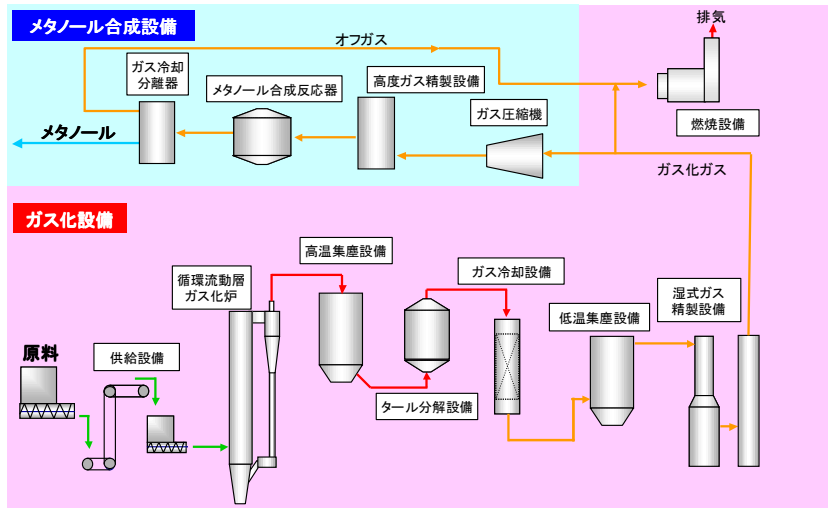 メタノール合成設備
オフガス
排気
ガス冷却
分離器
メタノール合成反応器
高度ガス精製設備
ガス圧縮機
燃焼設備
メタノール
ガス化ガス
ガス化設備
高温集塵設備
循環流動層
ガス化炉
ガス冷却設備
湿式ガス
精製設備
低温集塵設備
原料
供給設備
タール分解設備